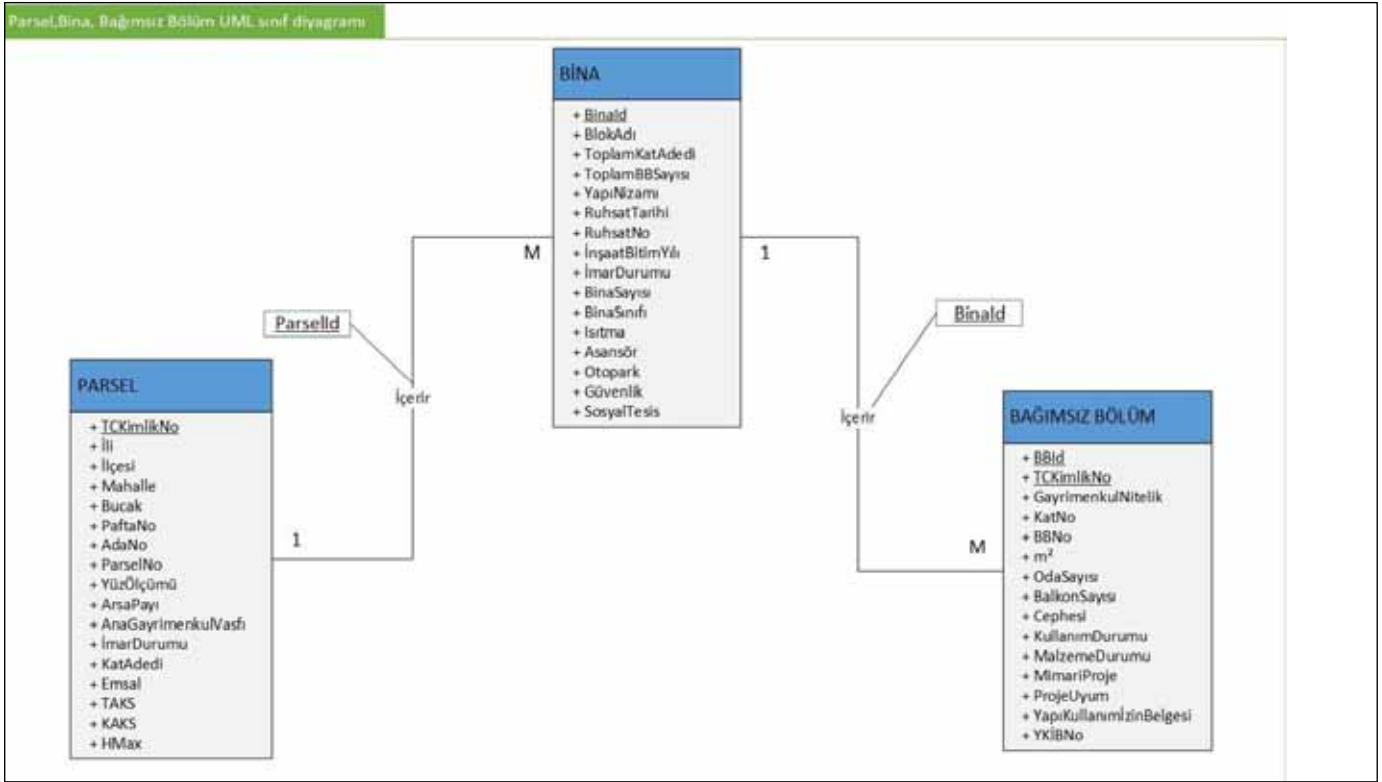 Parsel,Bina, Bağımsız Bölüm UML sınıf diyagramı
BİNA
+ BinaId
+ BlokAdı
+ ToplamKatAdedi
+ ToplamBBSayısı
+ YapıNizamı
+ RuhsatTarihi
+ RuhsatNo
+ İnşaatBitimYılı
+ İmarDurumu
+ BinaSayısı
+ BinaSınıfı
+ Isıtma
+ Asansör
+ Otopark
+ Güvenlik
+ SosyalTesis
M
1
ParselId
İçerir
BinaId
İçerir
PARSEL
+ TCKimlikNo
+ İli
+ İlçesi
+ Mahalle
+ Bucak
+ PaftaNo
+ AdaNo
+ ParselNo
+ YüzÖlçümü
+ ArsaPayı
+ AnaGayrimenkulVasfı
+ İmarDurumu
+ KatAdedi
+ Emsal
+ TAKS
+ KAKS
+ HMax
1
BAĞIMSIZ BÖLÜM
+ BBId
+ TCKimlikNo
+ GayrimenkulNitelik
+ KatNo
+ BBNo
+ m²
+ OdaSayısı
+ BalkonSayısı
+ Cephesi
+ KullanımDurumu
+ MalzemeDurumu
+ MimariProje
+ ProjeUyum
+ YapıKullanımİzinBelgesi
+ YKİBNo
M